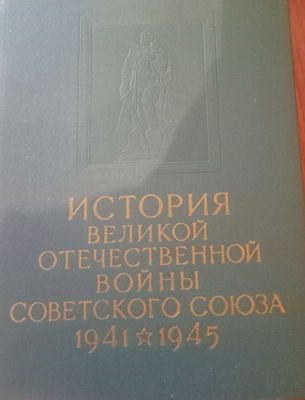 ИСТОРИЯ
ВЕЛИКОЙ
ОТЕЧЕСТВЕННОЙ
ВОЙНЫ
СОВЕТСКОГО СОЮЗА
1941☆1945